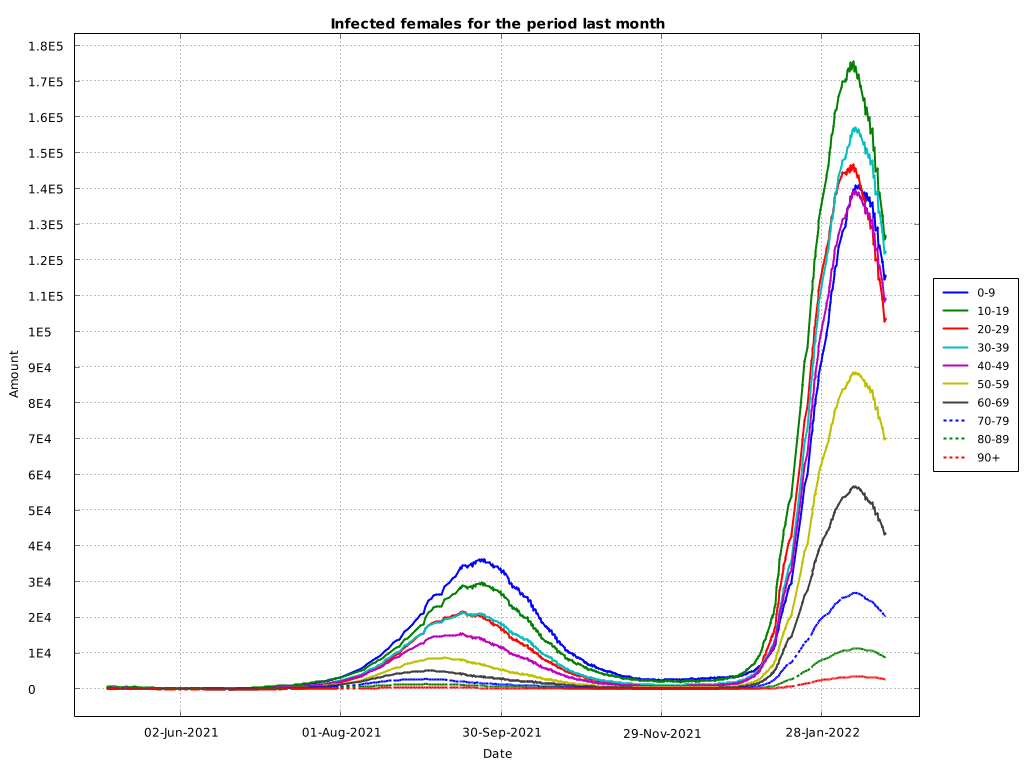 Infected females for the period last month
1.8E5
1.7E5
1.6E5
1.5E5
1.4E5
1.3E5
1.2E5
1.1E5
1E5
9E4
8E4
7E4
6E4
5E4
4E4
3E4
2E4
1E4
0
Amount
02-Jun-2021
01-Aug-2021
30-Sep-2021
29-Nov-2021
28-Jan-2022
Date
0-9
10-19
20-29
30-39
40-49
50-59
60-69
70-79
80-89
90+